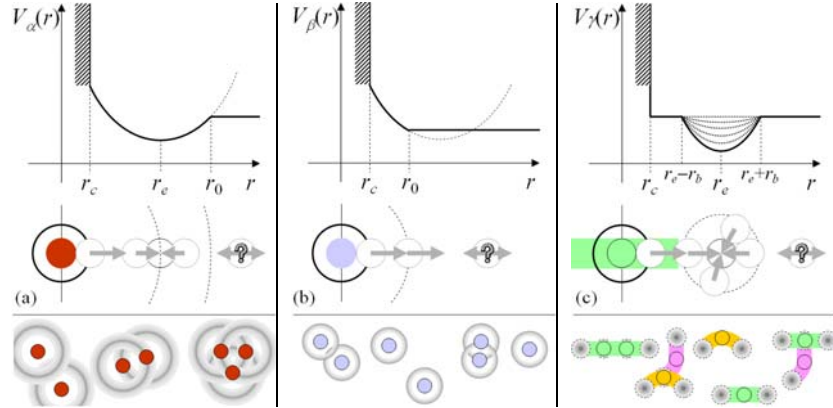 Vα(r)
rc re r0 r
?
(a)
Vβ(r)
rc r0 r
?
(b)
Vγ(r)
rc re−rb re re+rb r
?
(c)